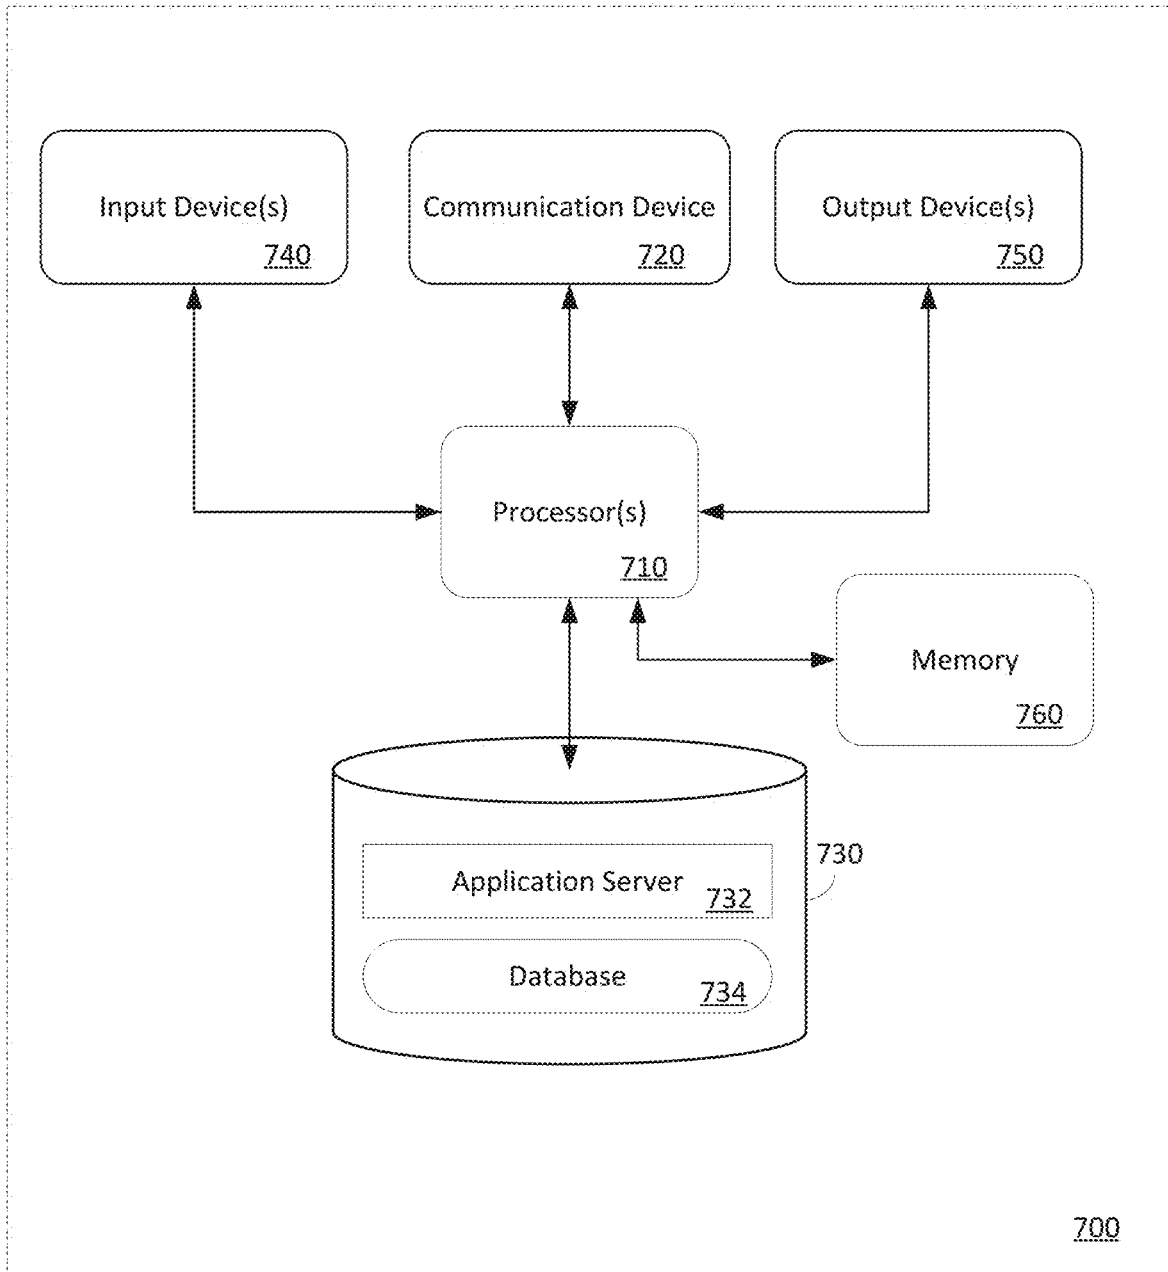 Input Device(s)
740
Communication Device
720
Output Device(s)
750
Processor(s)
710
Memory
760
730
Application Server
732
Database
734
700